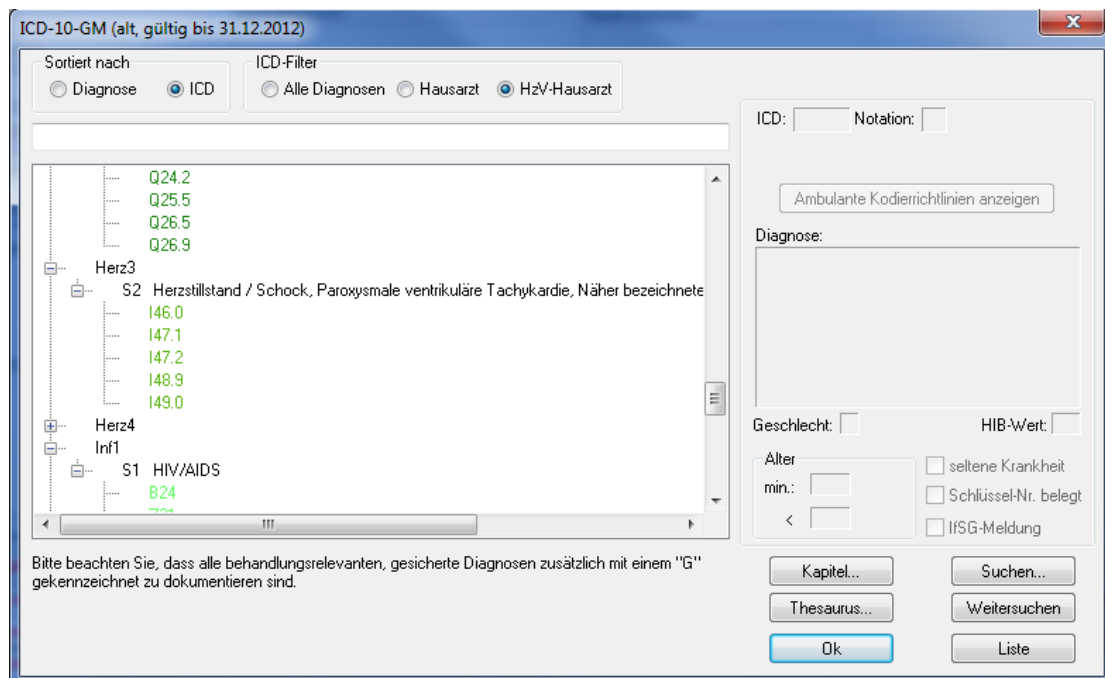 ICD-10-GM (alt, gültig bis 31.12.2012)
Sortiert nach
Diagnose ICD
ICD-Filter
Alle Diagnosen Hausarzt HzV-Hausarzt
Q24.2
Q25.5
Q26.5
Q26.9
Herz3
S2 Herzstillstand / Schock, Paroxysmale ventrikuläre Tachykardie, Näher bezeichnete
I46.0
I47.1
I47.2
I48.9
I49.0
Herz4
Inf1
S1 HIV/AIDS
B24
Bitte beachten Sie, dass alle behandlungsrelevanten, gesicherte Diagnosen zusätzlich mit einem "G"
gekennzeichnet zu dokumentieren sind.
ICD: Notation:
Ambulante Kodierrichtlinien anzeigen
Diagnose:
Geschlecht: HIB-Wert:
Alter
min.:
<
seltene Krankheit
Schlüssel-Nr. belegt
IfSG-Meldung
Kapitel... Suchen...
Thesaurus... Weitersuchen
Ok Liste